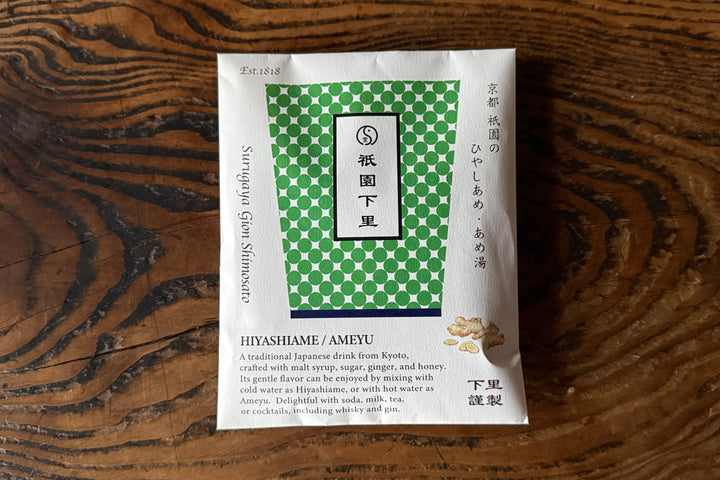 Est.1818
京都 祇園の
ひやしあめ・あめ湯
祇園下里
Surugaya Gion Shimosato
HIYASHIAME / AMEYU
A traditional Japanese drink from Kyoto,
crafted with malt syrup, sugar, ginger, and honey.
Its gentle flavor can be enjoyed by mixing with
cold water as Hiyashiame, or with hot water as
Ameyu. Delightful with soda, milk, tea,
or cocktails, including whisky and gin.
下里
謹製